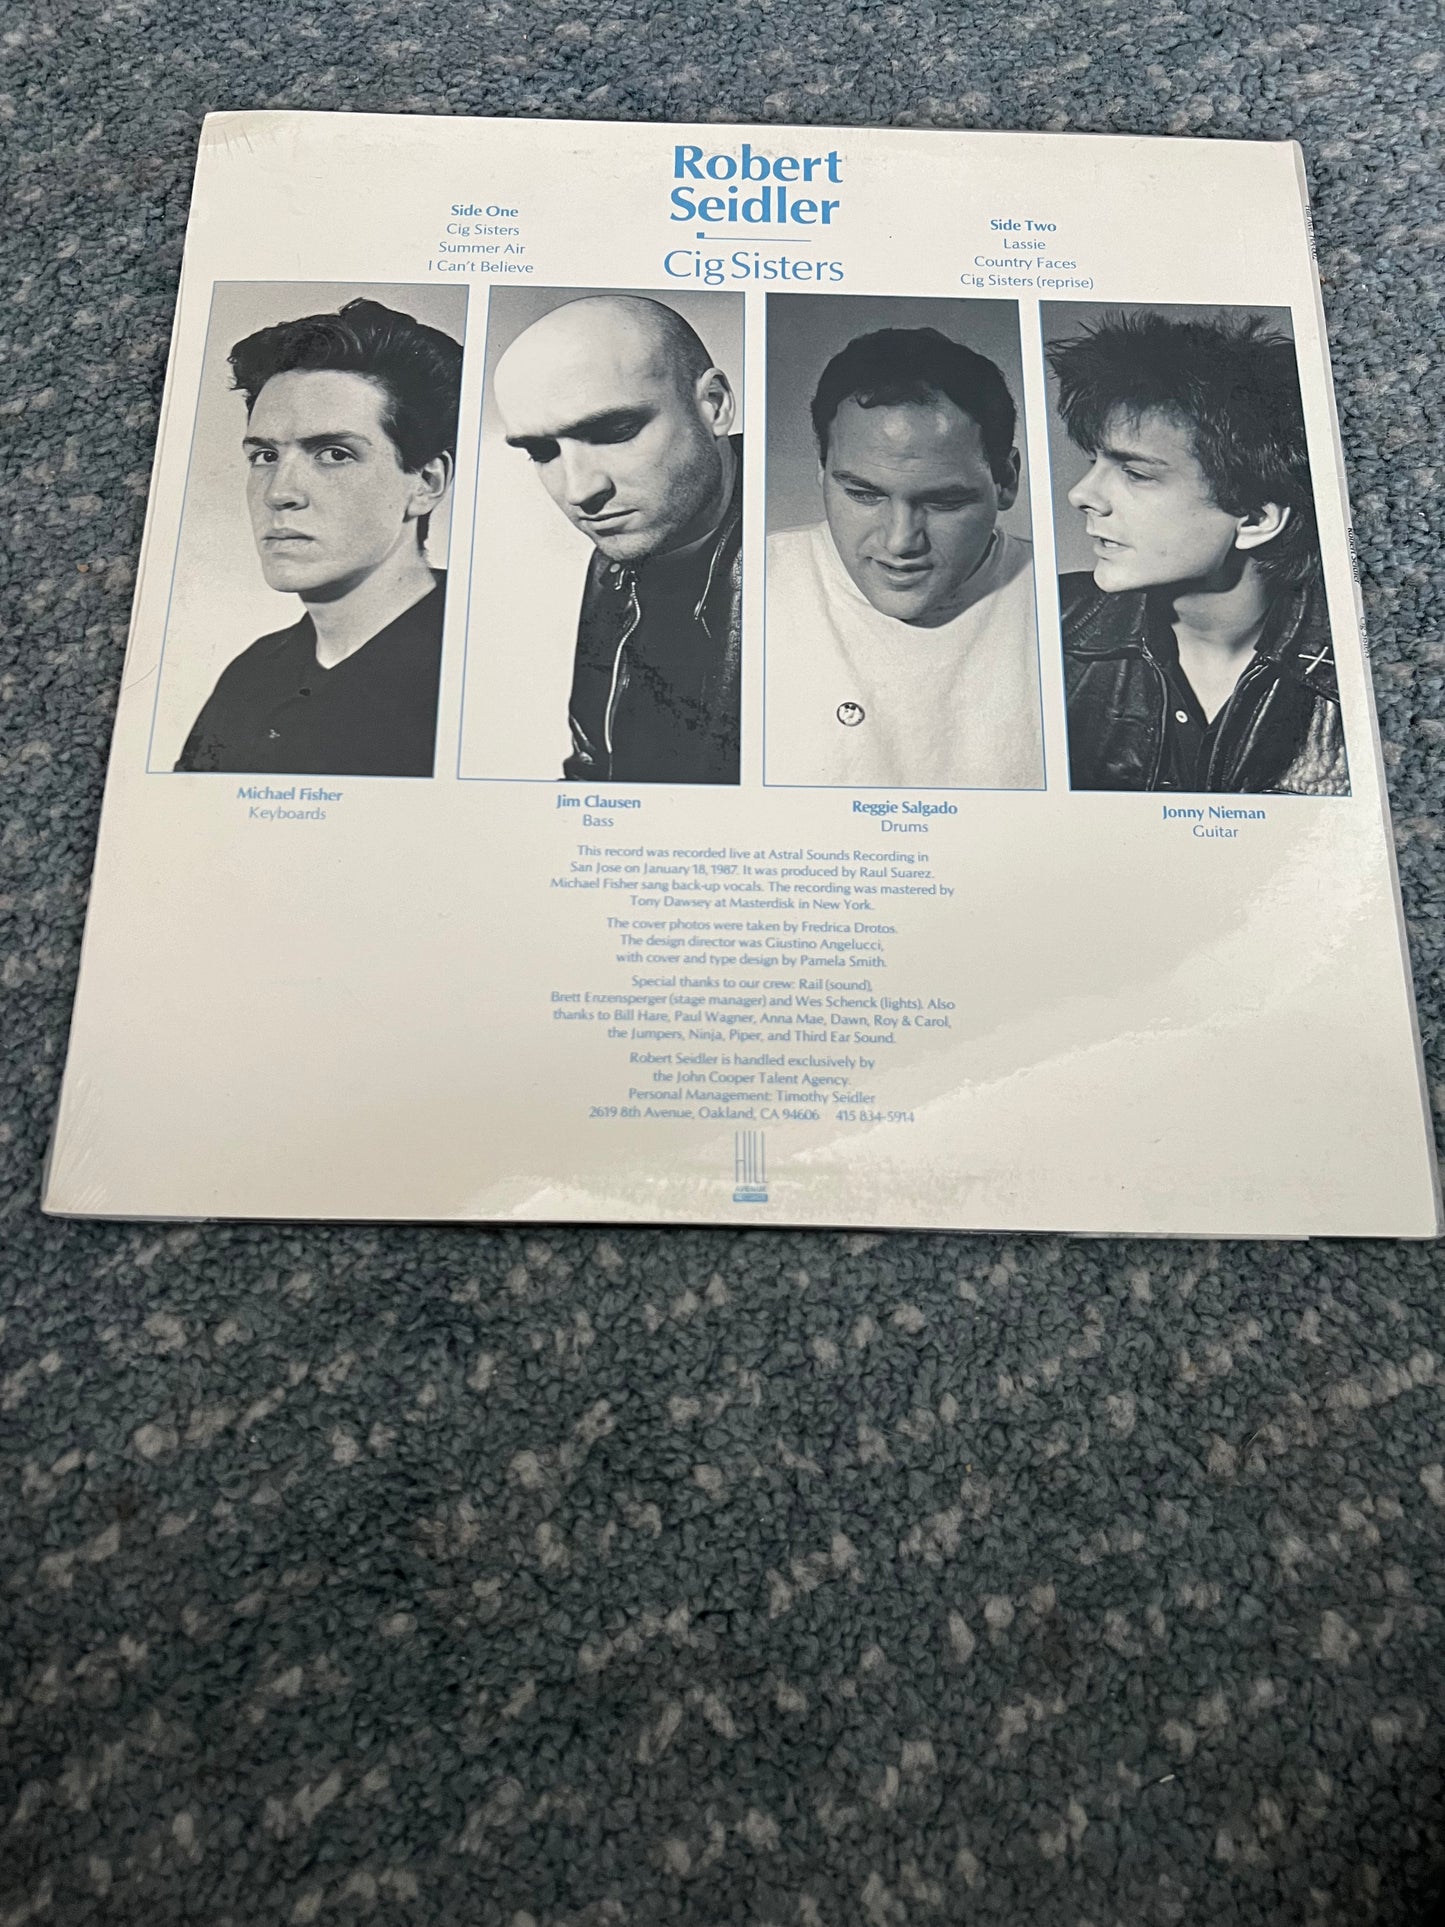 Robert
Seidler
Cig Sisters
Side One
Cig Sisters
Summer Air
I Can't Believe
Side Two
Lassie
Country Faces
Cig Sisters (reprise)
Michael Fisher
Keyboards
Jim Clausen
Bass
Reggie Salgado
Drums
Jonny Nieman
Guitar
This record was recorded live at Astral Sounds Recording in
San Jose on January 18, 1987. It was produced by Raul Suarez.
Michael Fisher sang back-up vocals. The recording was mastered by
Tony Dawsey at Masterdisk in New York.
The cover photos were taken by Fredrica Drotos.
The design director was Giustino Angelucci,
with cover and type design by Pamela Smith.
Special thanks to our crew: Rail (sound),
Brett Enzensperger (stage manager) and Wes Schenck (lights). Also
thanks to Bill Hare, Paul Wagner, Anna Mae, Dawn, Roy & Carol,
the Jumpers, Ninja, Piper, and Third Ear Sound.
Robert Seidler is handled exclusively by
the John Cooper Talent Agency.
Personal Management: Timothy Seidler
2619 8th Avenue, Oakland, CA 94606 415 834-5914
HILL
AVENUE
RECORDS
Robert Seidler
Cig Sisters